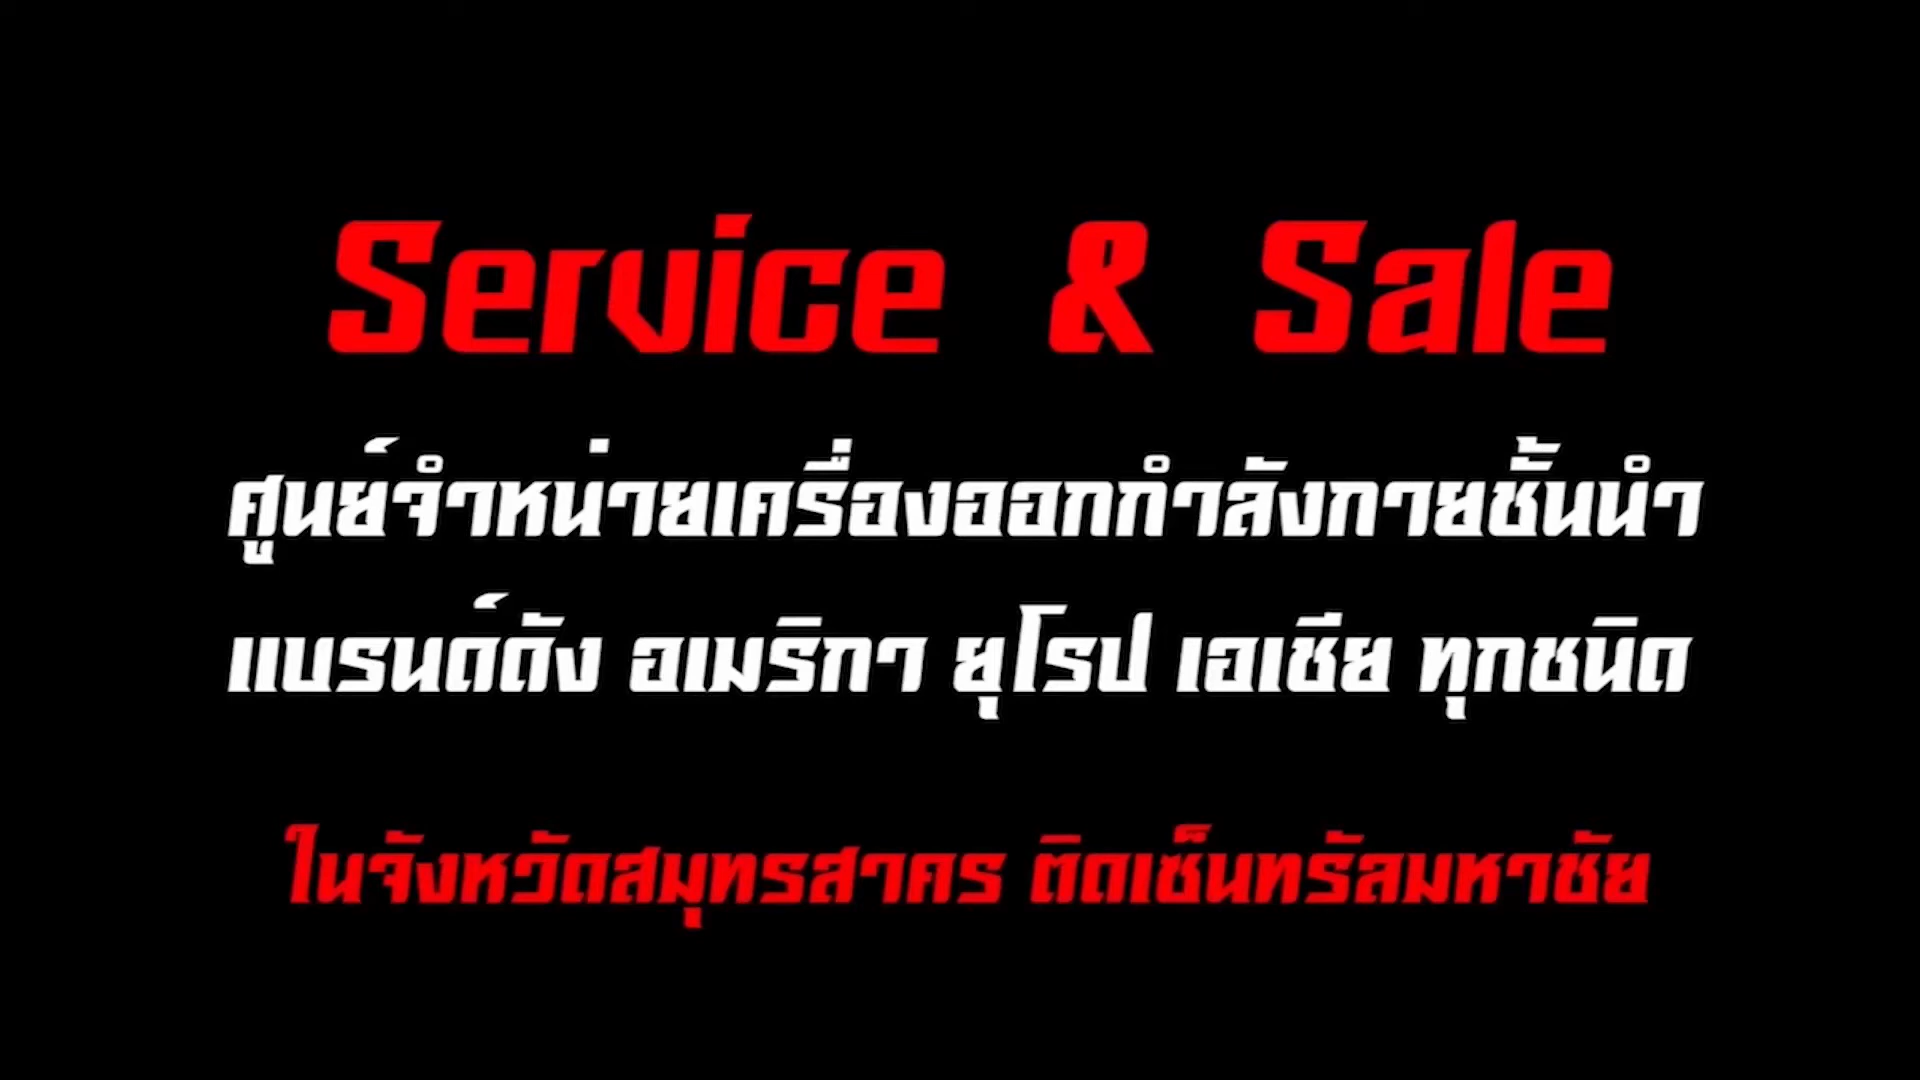 Service & Sale
ศูนย์จำหน่ายเครื่องออกกำลังกายชั้นนำ
แบรนด์ดัง อเมริกา ยุโรป เอเชีย ทุกชนิด
ในจังหวัดสมุทรสาคร ติดเซ็นทรัลมหาชัย